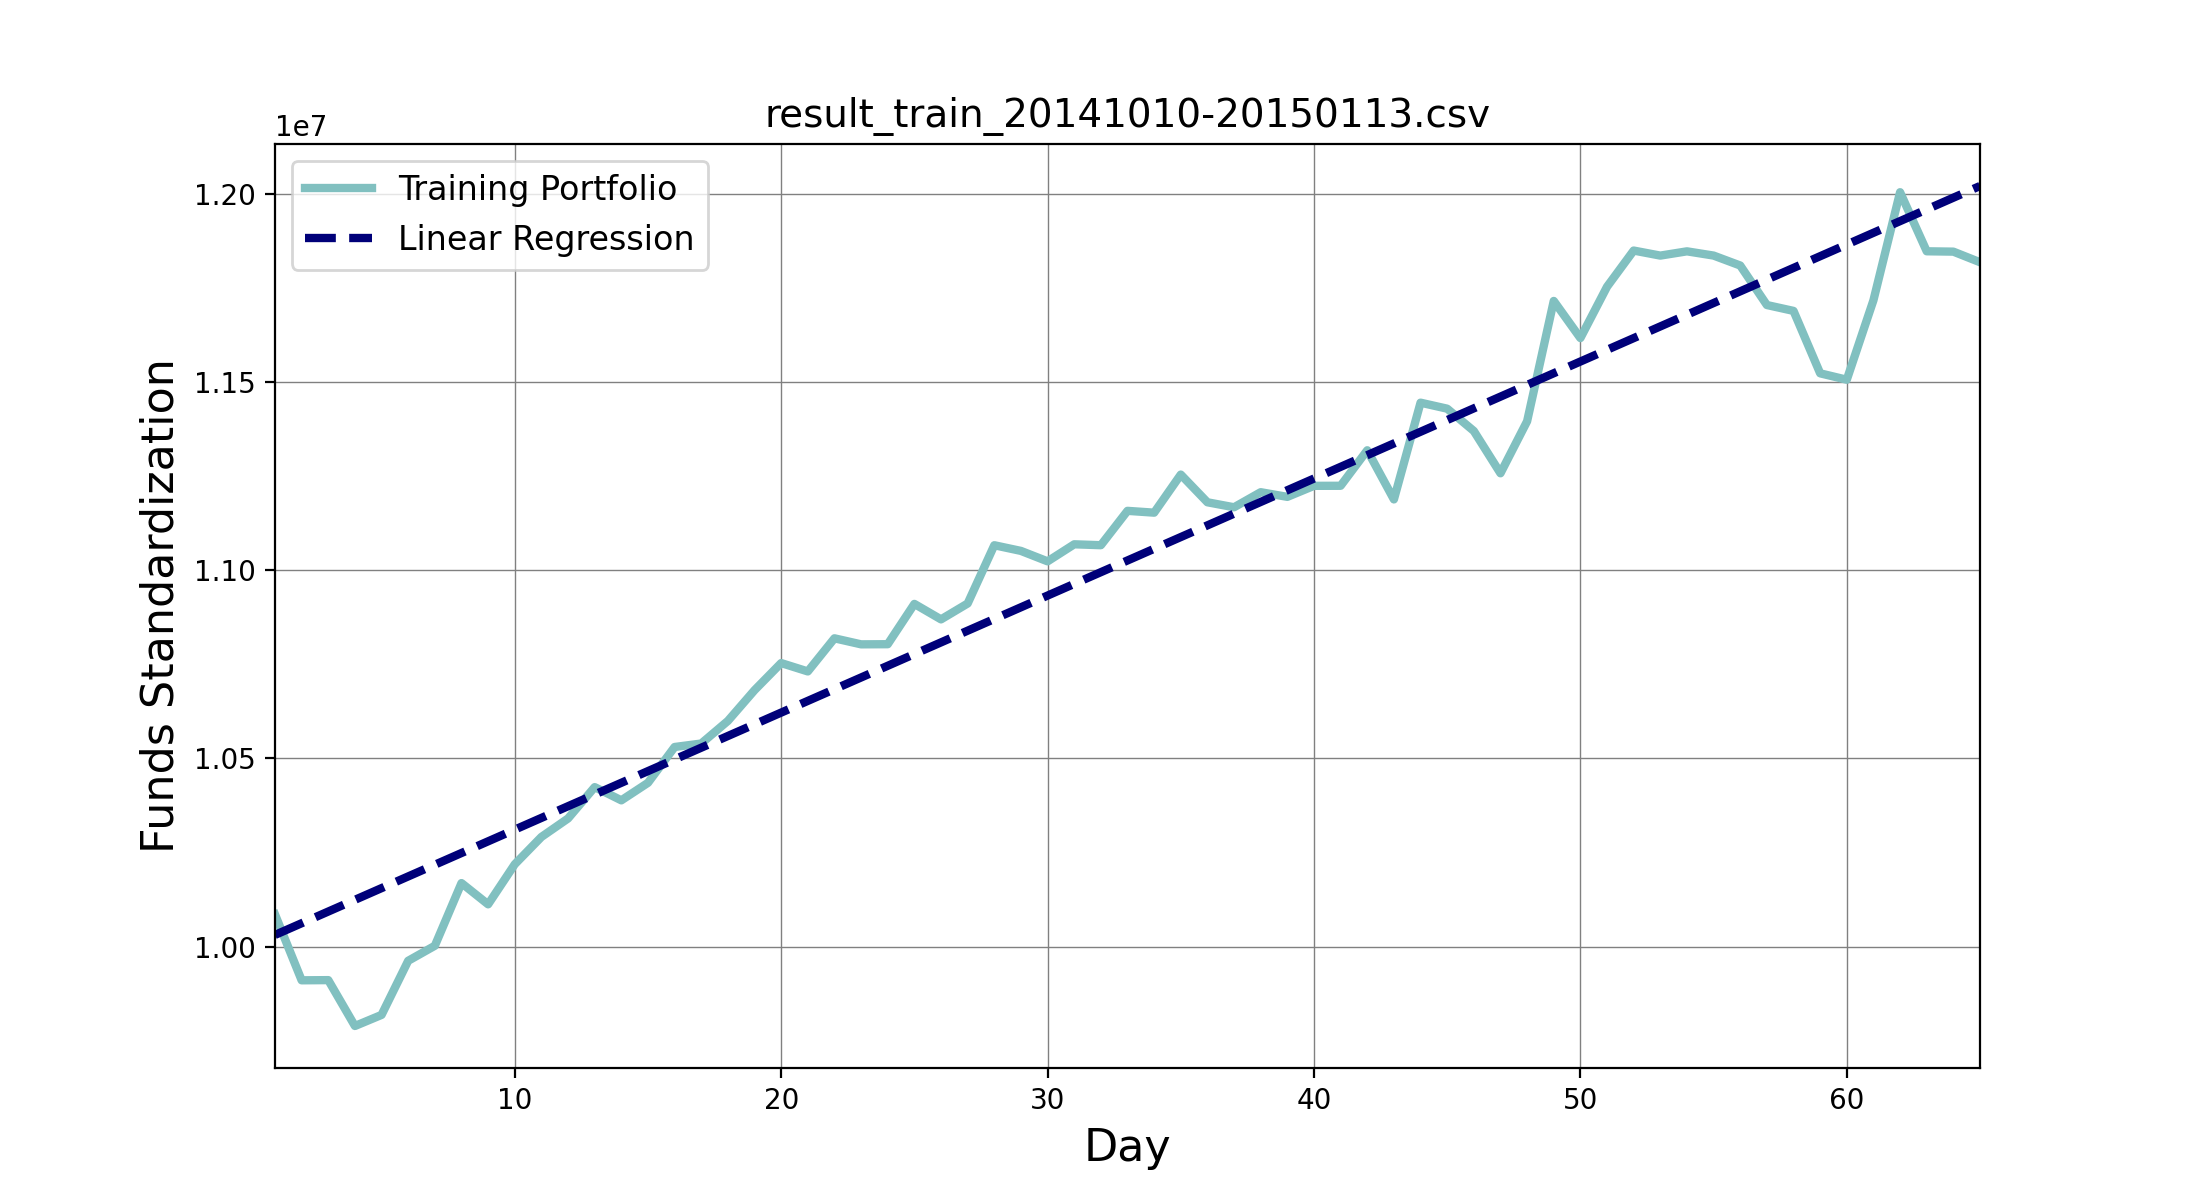 result_train_20141010-20150113.csv
1e7
Training Portfolio
Linear Regression
1.20
1.15
1.10
1.05
1.00
Funds Standardization
10 20 30 40 50 60
Day